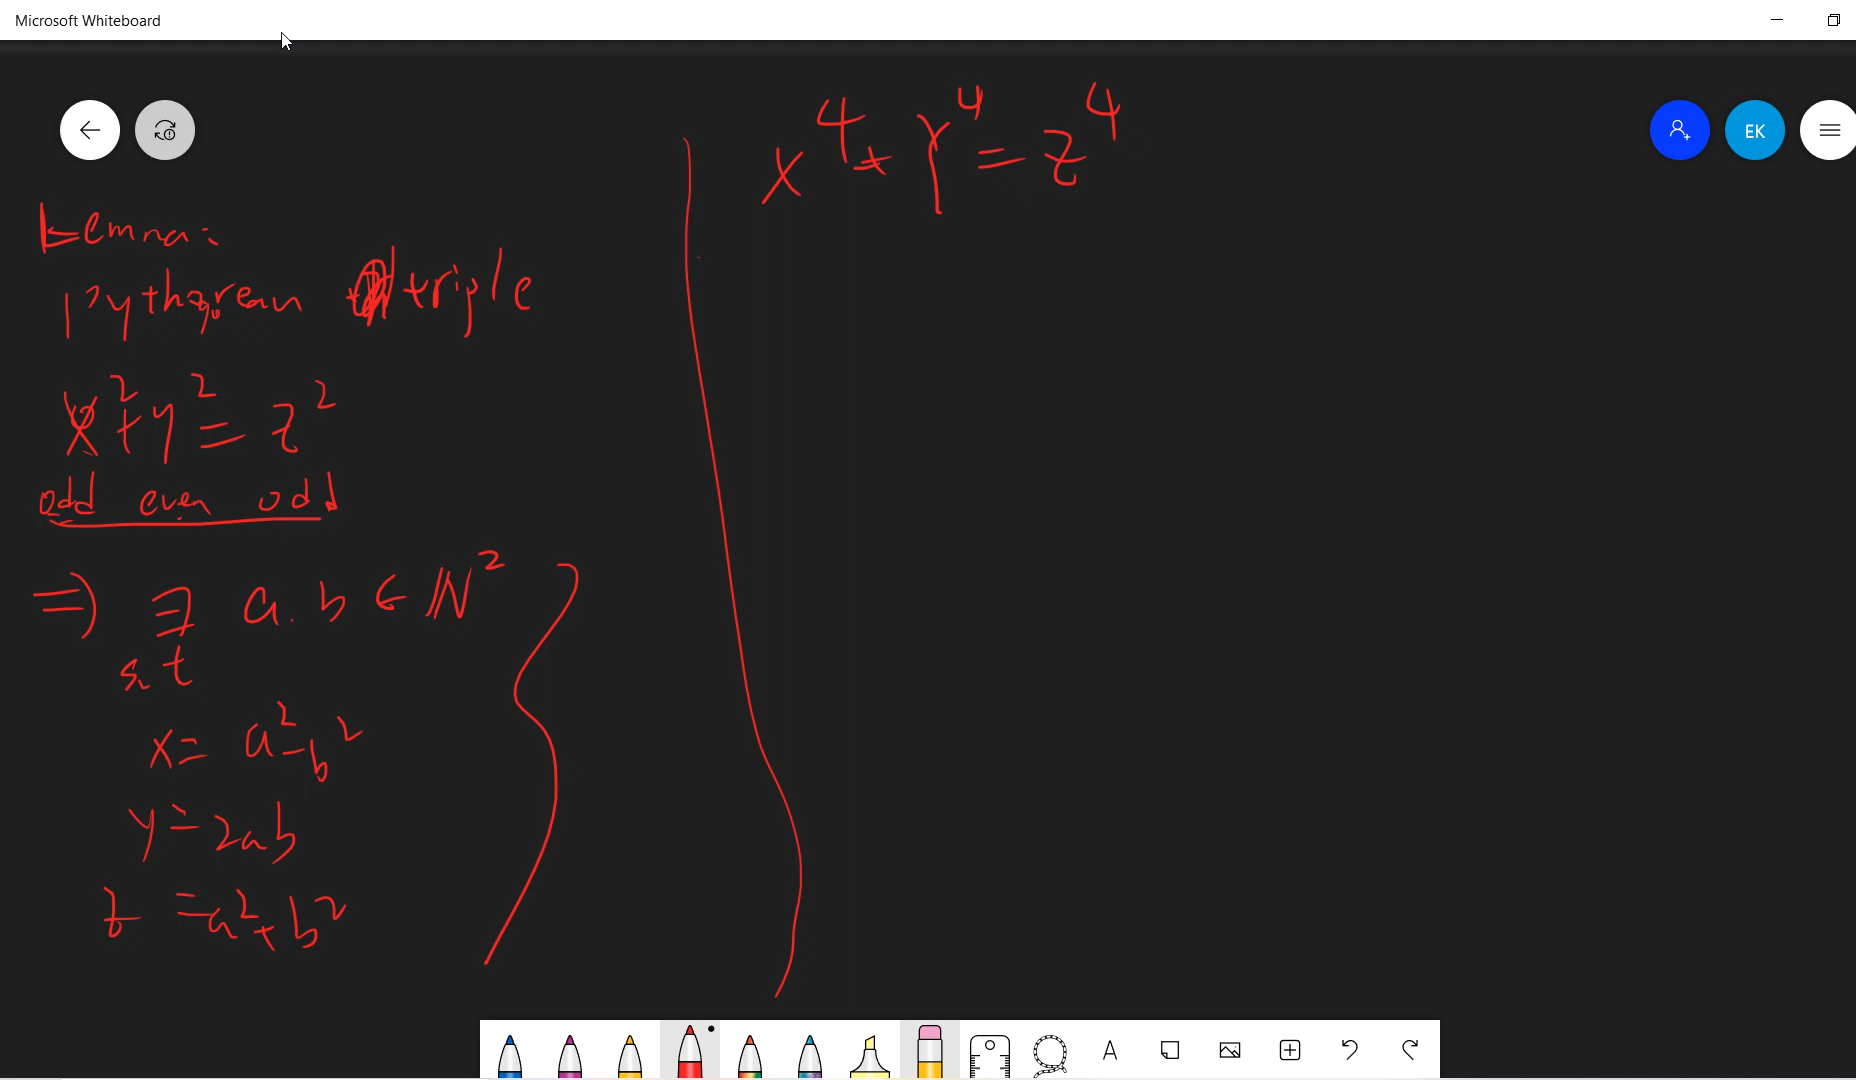 Microsoft Whiteboard
EK
Lemma:
pythgorean triple
x²+y²=z²
odd even odd
=> ∃ a.b ∈ ℕ²
s.t
x= a²-b²
y=2ab
z =a²+b²
x⁴+y⁴=z⁴
A